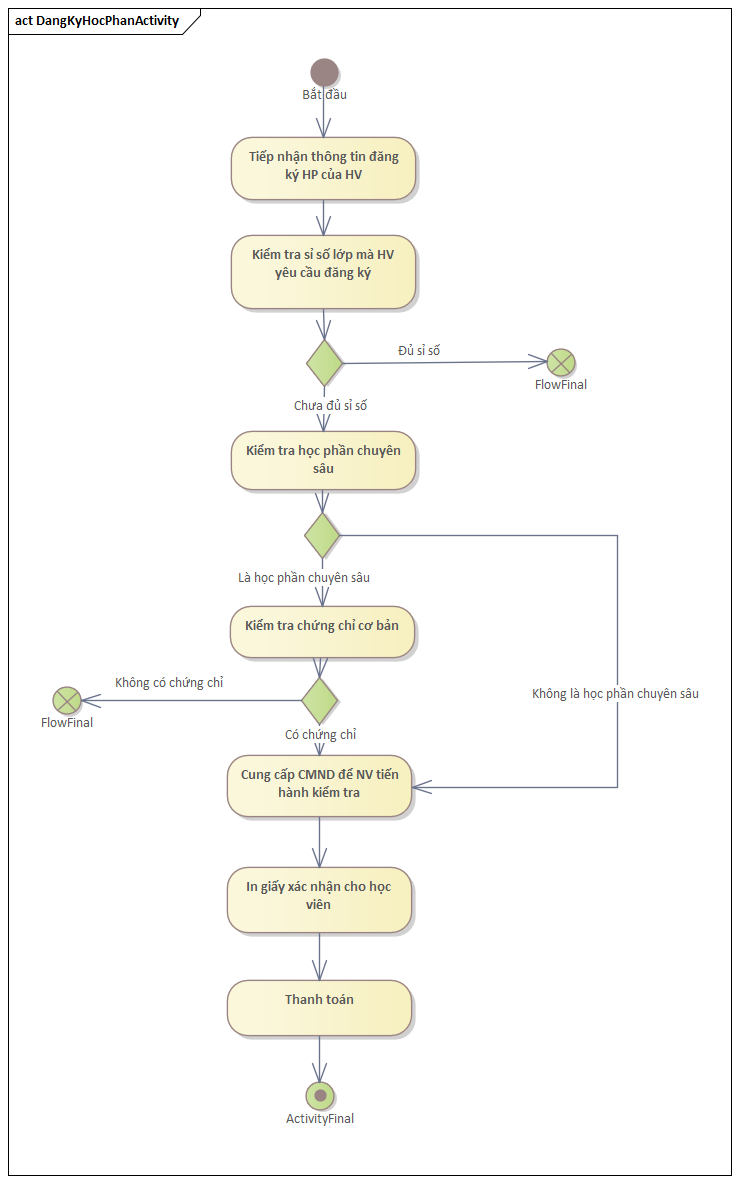 act DangKyHocPhanActivity
Bắt đầu
Tiếp nhận thông tin đăng
ký HP của HV
Kiểm tra sỉ số lớp mà HV
yêu cầu đăng ký
Đủ sỉ số
FlowFinal
Chưa đủ sỉ số
Kiểm tra học phần chuyên
sâu
Là học phần chuyên sâu
Kiểm tra chứng chỉ cơ bản
Không có chứng chỉ
Không là học phần chuyên sâu
FlowFinal
Có chứng chỉ
Cung cấp CMND để NV tiến
hành kiểm tra
In giấy xác nhận cho học
viên
Thanh toán
ActivityFinal